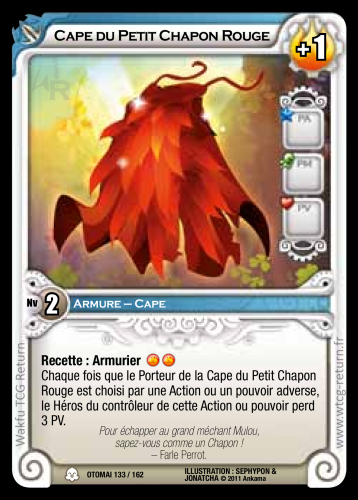 Cape du Petit Chapon Rouge
+1
PA
PM
PV
Nv 2
Armure – Cape
Recette : Armurier
Chaque fois que le Porteur de la Cape du Petit Chapon
Rouge est choisi par une Action ou un pouvoir adverse,
le Héros du contrôleur de cette Action ou pouvoir perd
3 PV.
Pour échapper au grand méchant Mulou,
sapez-vous comme un Chapon !
– Farle Perrot.
Wakfu TCG Return
www.wtcg-return.fr
OTOMAI 133 / 162
ILLUSTRATION : SEPHYPON &
JONATCHA © 2011 Ankama